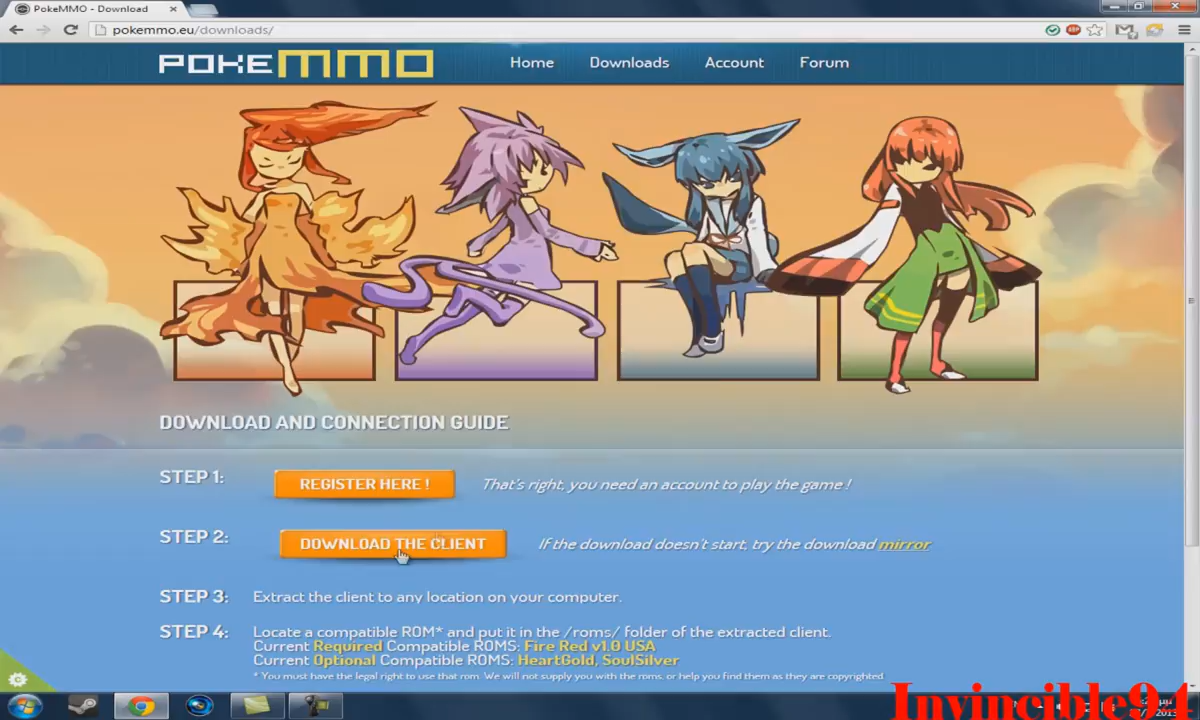 PokeMMO - Download
pokemmo.eu/downloads/
POKEMMO
Home Downloads Account Forum
DOWNLOAD AND CONNECTION GUIDE
STEP 1: REGISTER HERE ! That's right, you need an account to play the game !
STEP 2: DOWNLOAD THE CLIENT If the download doesn't start, try the download mirror
STEP 3: Extract the client to any location on your computer.
STEP 4: Locate a compatible ROM* and put it in the /roms/ folder of the extracted client.
Current Required Compatible ROMS: Fire Red v1.0 USA
Current Optional Compatible ROMS: HeartGold, SoulSilver
* You must have the legal right to use that rom. We will not supply you with the roms, or help you find them as they are copyrighted.
Invincible94